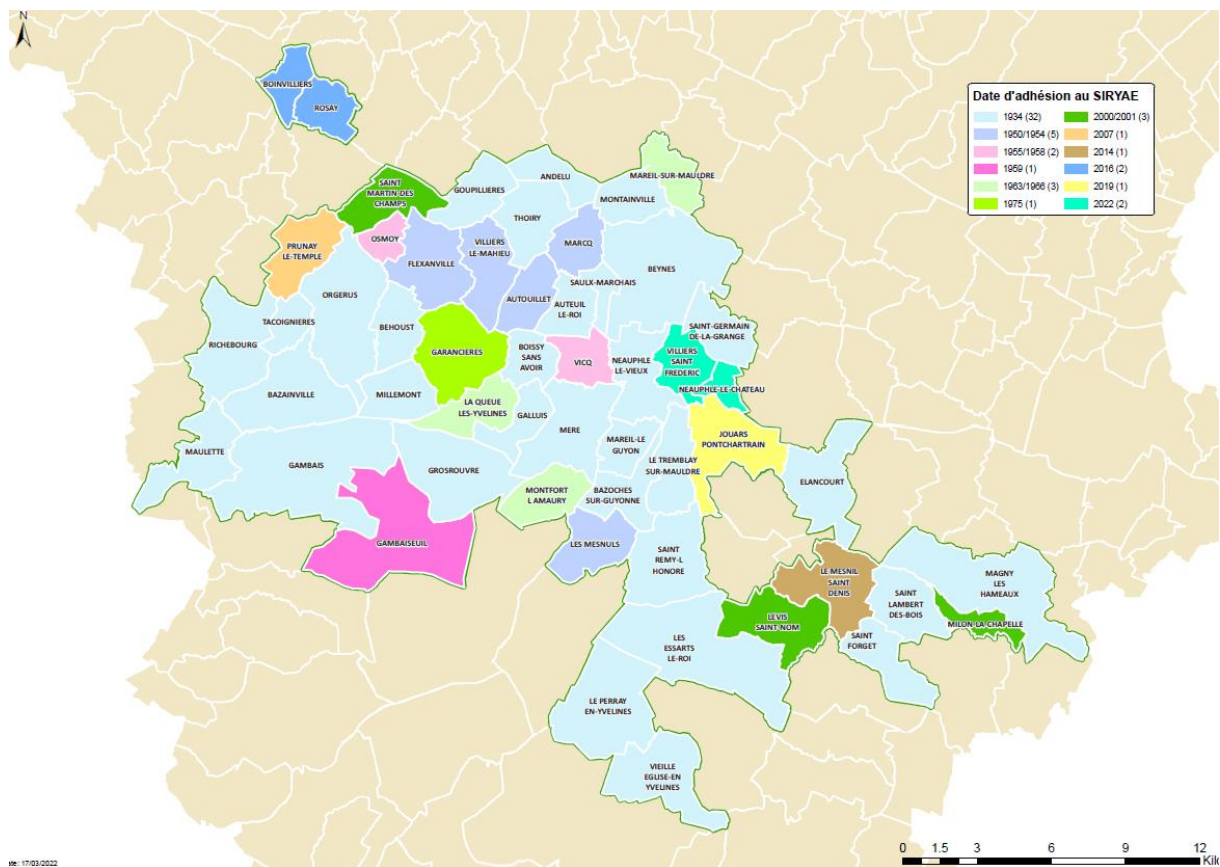 N
BOINVILLIERS
ROSAY
Date d'adhésion au SIRYAE
1934 (32)
1950/1954 (5)
1955/1958 (2)
1959 (1)
1963/1966 (3)
1975 (1)
2000/2001 (3)
2007 (1)
2014 (1)
2016 (2)
2019 (1)
2022 (2)
SAINT
MARTIN-DES
CHAMPS
GOUPILLIERES
ANDELU
MAREIL-SUR-MAULDRE
MONTAINVILLE
THOIRY
PRUNAY
LE-TEMPLE
OSMOY
FLEXANVILLE
VILLIERS
LE-MAHIEU
MARCQ
BEYNES
SAULX-MARCHAIS
ORGERUS
AUTOUILLET
AUTEUIL
LE-ROI
TACOIGNIERES
BEHOUST
SAINT-GERMAIN
DE-LA-GRANGE
RICHEBOURG
GARANCIERES
BOISSY
SANS
AVOIR
VICQ
NEAUPHLE
LE-VIEUX
VILLIERS
SAINT
FREDERIC
NEAUPHLE-LE-CHATEAU
BAZAINVILLE
MILLEMONT
LA QUEUE
LES-YVELINES
GALLUIS
MERE
JOUARS
PONTCHARTRAIN
MAREIL-LE
GUYON
MAULETTE
GAMBAIS
GROSROUVRE
LE TREMBLAY
SUR-MAULDRE
ELANCOURT
MONTFORT
L AMAURY
BAZOCHES
SUR-GUYONNE
GAMBAISEUIL
LES MESNULS
SAINT
REMY-L
HONORE
LE MESNIL
SAINT
DENIS
MAGNY
LES
HAMEAUX
SAINT
LAMBERT
DES-BOIS
LEVIS
SAINT-NOM
MILON-LA-CHAPELLE
SAINT
FORGET
LES
ESSARTS
LE-ROI
LE PERRAY
EN-YVELINES
VIEILLE
EGLISE-EN
YVELINES
0 1.5 3 6 9 12
Kil
17/03/2022